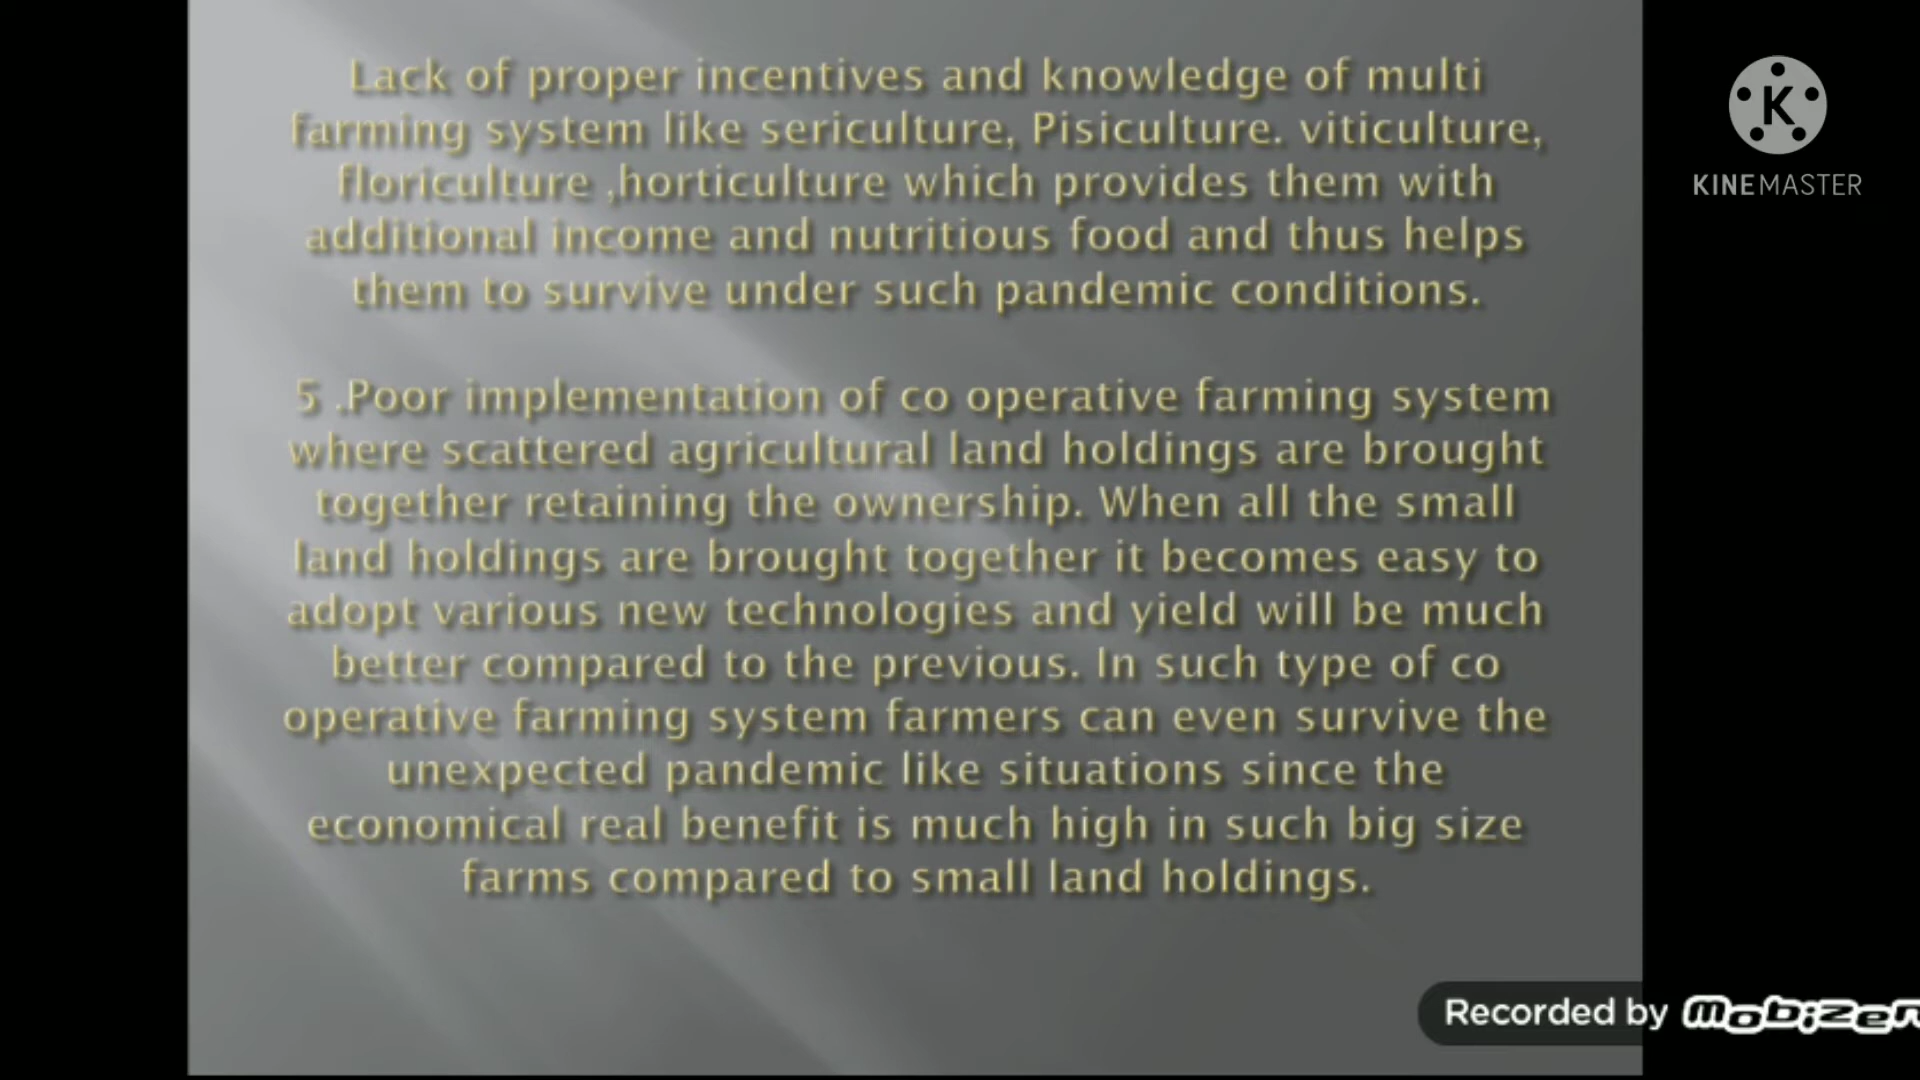 Lack of proper incentives and knowledge of multi
farming system like sericulture, Pisiculture. viticulture,
floriculture ,horticulture which provides them with
additional income and nutritious food and thus helps
them to survive under such pandemic conditions.
5 .Poor implementation of co operative farming system
where scattered agricultural land holdings are brought
together retaining the ownership. When all the small
land holdings are brought together it becomes easy to
adopt various new technologies and yield will be much
better compared to the previous. In such type of co
operative farming system farmers can even survive the
unexpected pandemic like situations since the
economical real benefit is much high in such big size
farms compared to small land holdings.
K
KINEMASTER
Recorded by Mobizen